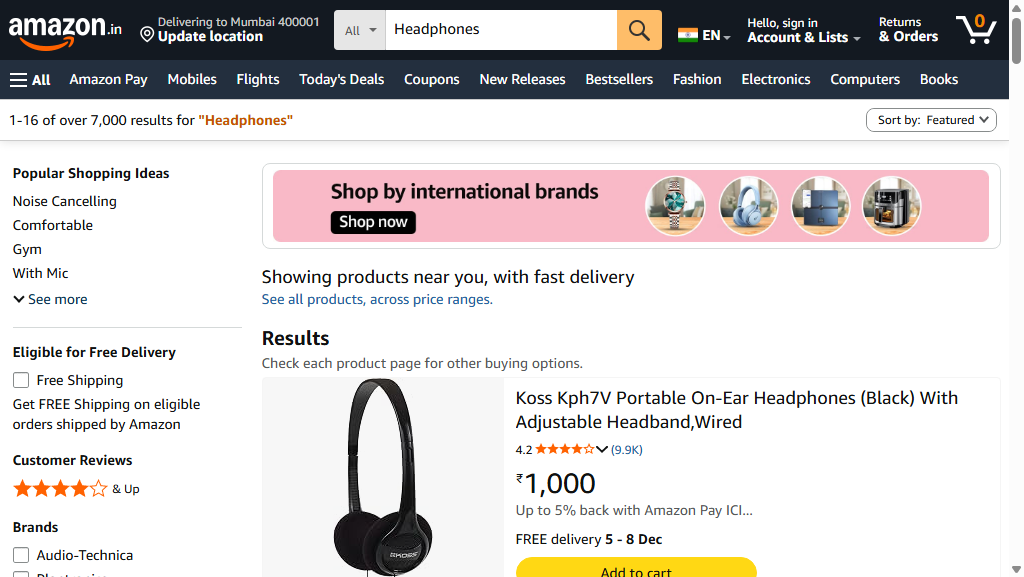 amazon.in
Delivering to Mumbai 400001
Update location
All
Headphones
EN
Hello, sign in
Account & Lists
Returns
& Orders
0
All
Amazon Pay
Mobiles
Flights
Today's Deals
Coupons
New Releases
Bestsellers
Fashion
Electronics
Computers
Books
1-16 of over 7,000 results for "Headphones"
Sort by: Featured
Popular Shopping Ideas
Noise Cancelling
Comfortable
Gym
With Mic
See more
Eligible for Free Delivery
Free Shipping
Get FREE Shipping on eligible
orders shipped by Amazon
Customer Reviews
& Up
Brands
Audio-Technica
Shop by international brands
Shop now
Showing products near you, with fast delivery
See all products, across price ranges.
Results
Check each product page for other buying options.
KOSS
Koss Kph7V Portable On-Ear Headphones (Black) With
Adjustable Headband,Wired
4.2 (9.9K)
₹1,000
Up to 5% back with Amazon Pay ICI...
FREE delivery 5 - 8 Dec
Add to cart